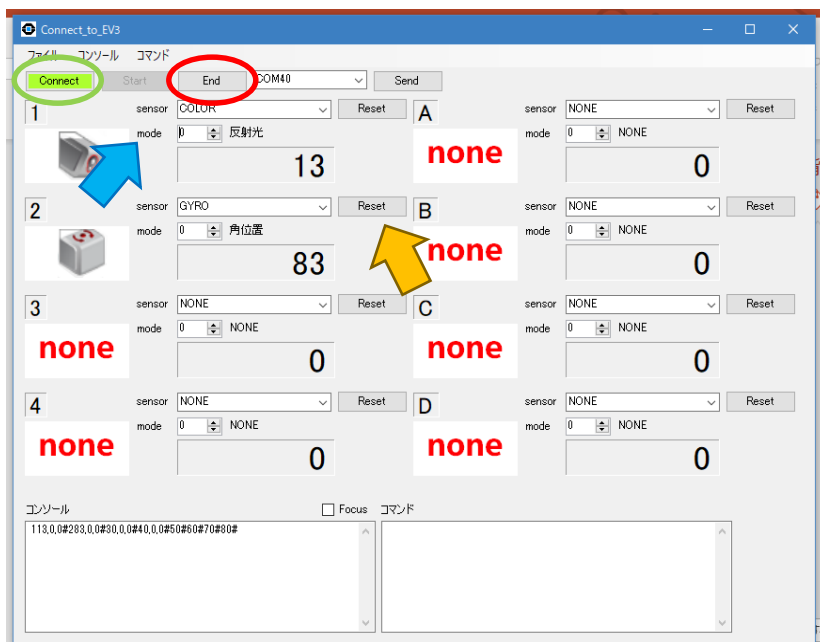 Connect_to_EV3
ファイル コンソール コマンド
Connect Start End COM40 Send
1 sensor COLOR Reset A sensor NONE Reset
mode 0 反射光 none mode 0 NONE
13 0
2 sensor GYRO Reset B sensor NONE Reset
mode 0 角位置 none mode 0 NONE
83 0
3 sensor NONE Reset C sensor NONE Reset
none mode 0 NONE none mode 0 NONE
0 0
4 sensor NONE Reset D sensor NONE Reset
none mode 0 NONE none mode 0 NONE
0 0
コンソール Focus コマンド
113,0,0#283,0,0#30,0,0#40,0,0#50#60#70#80#